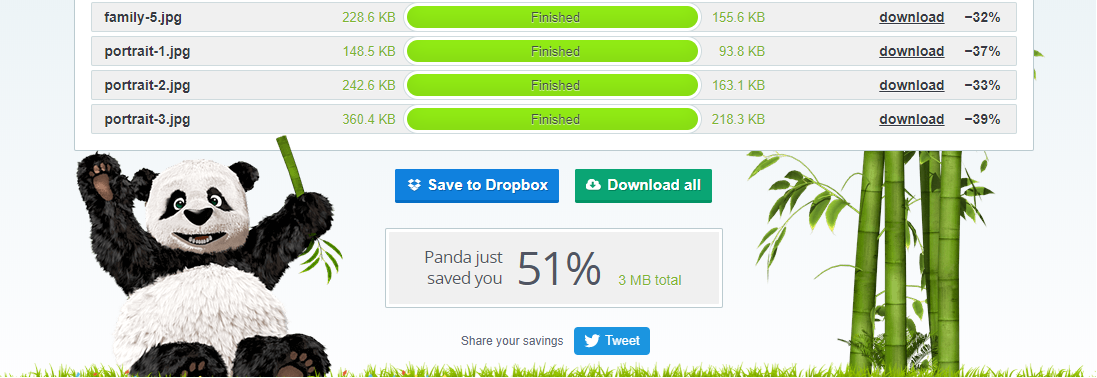 family-5.jpg 228.6 KB Finished 155.6 KB download −32%
portrait-1.jpg 148.5 KB Finished 93.8 KB download −37%
portrait-2.jpg 242.6 KB Finished 163.1 KB download −33%
portrait-3.jpg 360.4 KB Finished 218.3 KB download −39%
Save to Dropbox Download all
Panda just
saved you 51% 3 MB total
Share your savings Tweet